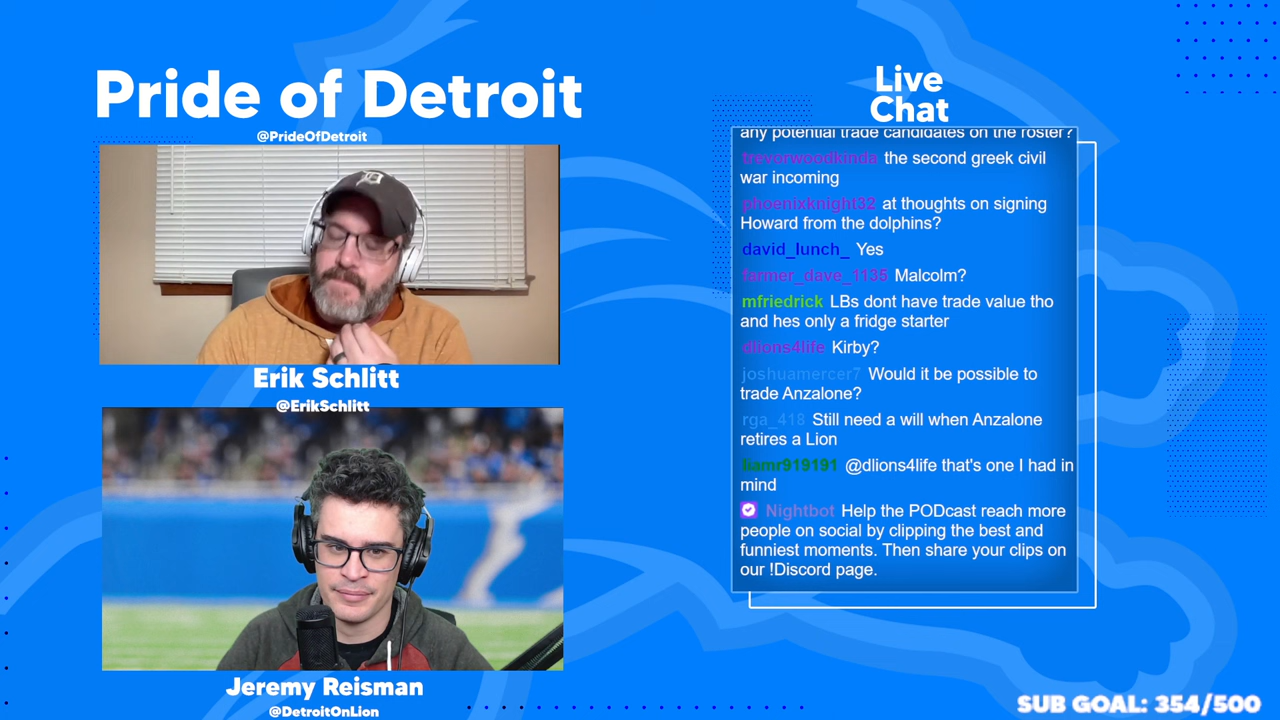 Pride of Detroit
@PrideOfDetroit
Erik Schlitt
@ErikSchlitt
Jeremy Reisman
@DetroitOnLion
Live
Chat
any potential trade candidates on the roster?
trevorwoodkinda the second greek civil
war incoming
phoenixknight32 at thoughts on signing
Howard from the dolphins?
david_lunch_ Yes
farmer_dave_1135 Malcolm?
mfriedrick LBs dont have trade value tho
and hes only a fridge starter
dlions4life Kirby?
joshuamercer7 Would it be possible to
trade Anzalone?
rga_418 Still need a will when Anzalone
retires a Lion
liamr919191 @dlions4life that's one I had in
mind
Nightbot Help the PODcast reach more
people on social by clipping the best and
funniest moments. Then share your clips on
our !Discord page.
SUB GOAL: 354/500